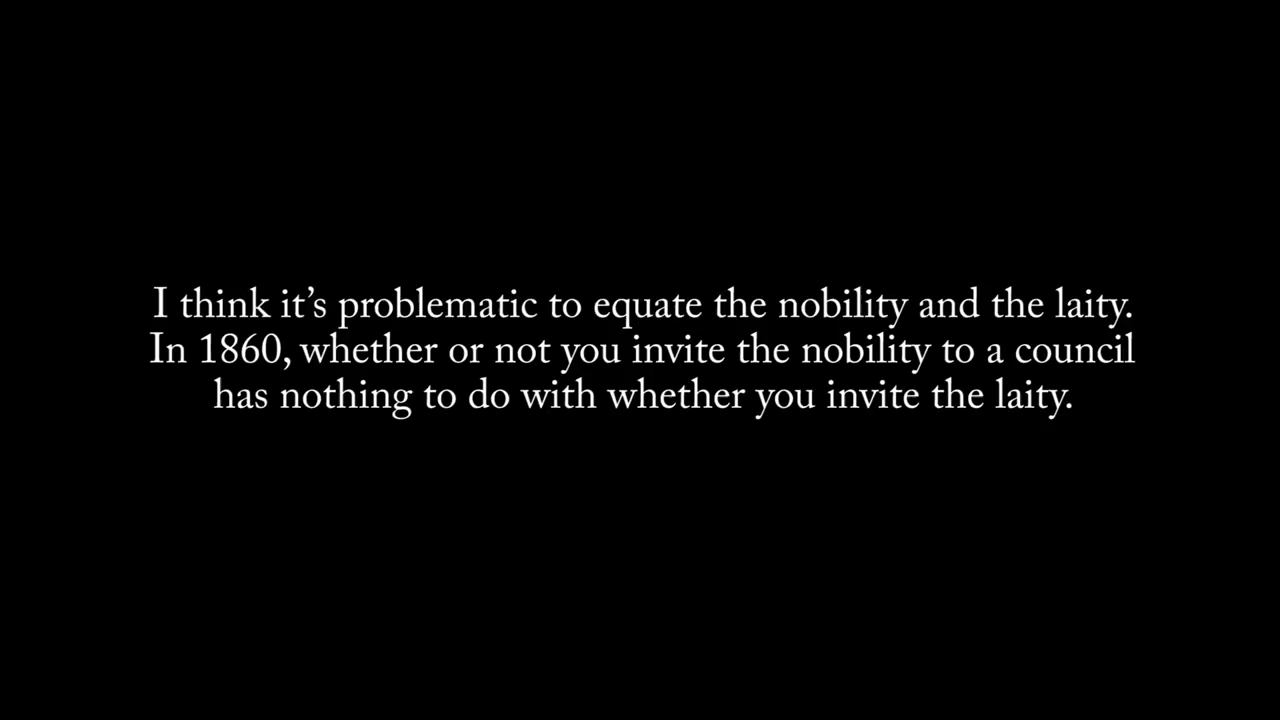 I think it’s problematic to equate the nobility and the laity.
In 1860, whether or not you invite the nobility to a council
has nothing to do with whether you invite the laity.